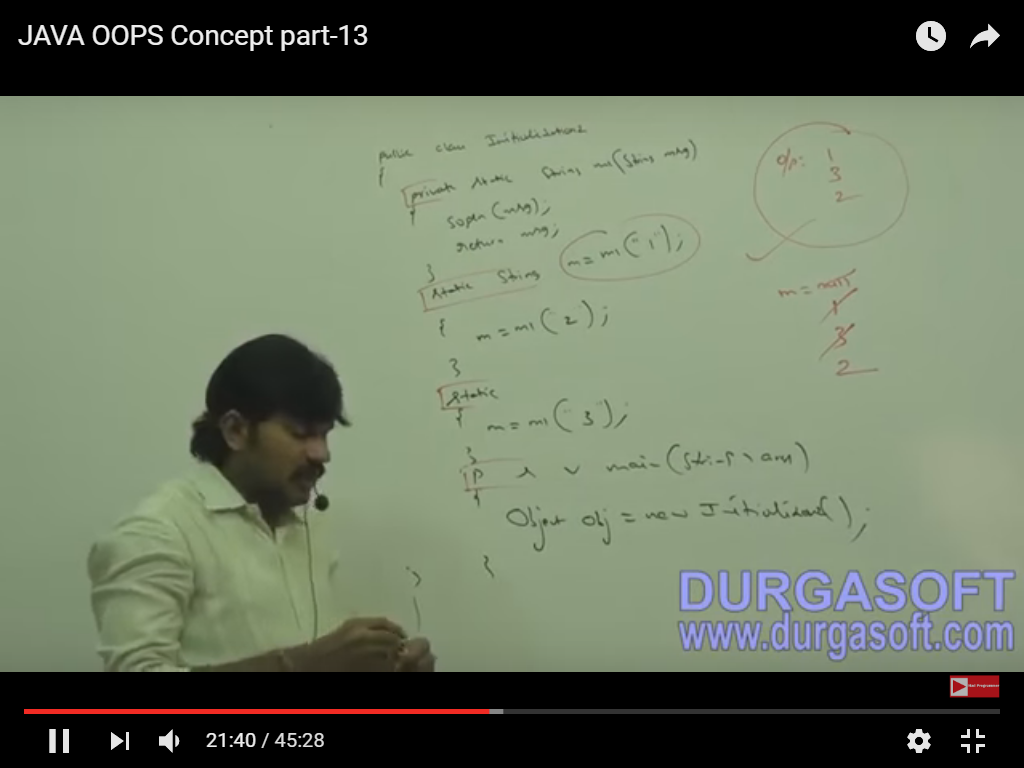 JAVA OOPS Concept part-13
public class Initialization2
{
private static String m1(String msg)
{ sopln(msg);
return msg;
}
static String m=m1("1");
{ m=m1("2");
}
static
{ m=m1("3");
}
P s v main(String[] args)
{
Object obj = new
);
}
}
o/p: 1
3
2
m=null
1
3
2
DURGASOFT
www.durgasoft.com
21:40 / 45:28